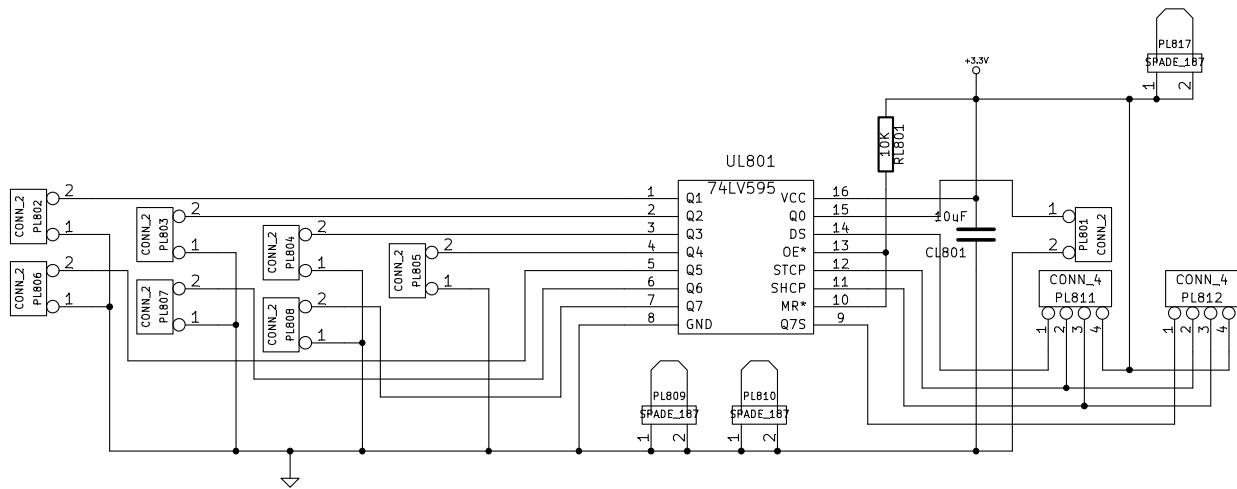 PL817
SPADE_187
1
2
+3.3V
10K
RL801
UL801
74LV595
1 Q1 VCC 16
2 Q2 Q0 15
3 Q3 DS 14
4 Q4 OE* 13
5 Q5 STCP 12
6 Q6 SHCP 11
7 Q7 MR* 10
8 GND Q7S 9
CONN_2
PL802
2
1
CONN_2
PL803
2
1
CONN_2
PL804
2
1
CONN_2
PL805
2
1
CONN_2
PL806
2
1
CONN_2
PL807
2
1
CONN_2
PL808
2
1
10uF
CL801
1
2
PL801
CONN_2
CONN_4
PL811
1
2
3
4
CONN_4
PL812
1
2
3
4
PL809
SPADE_187
1
2
PL810
SPADE_187
1
2